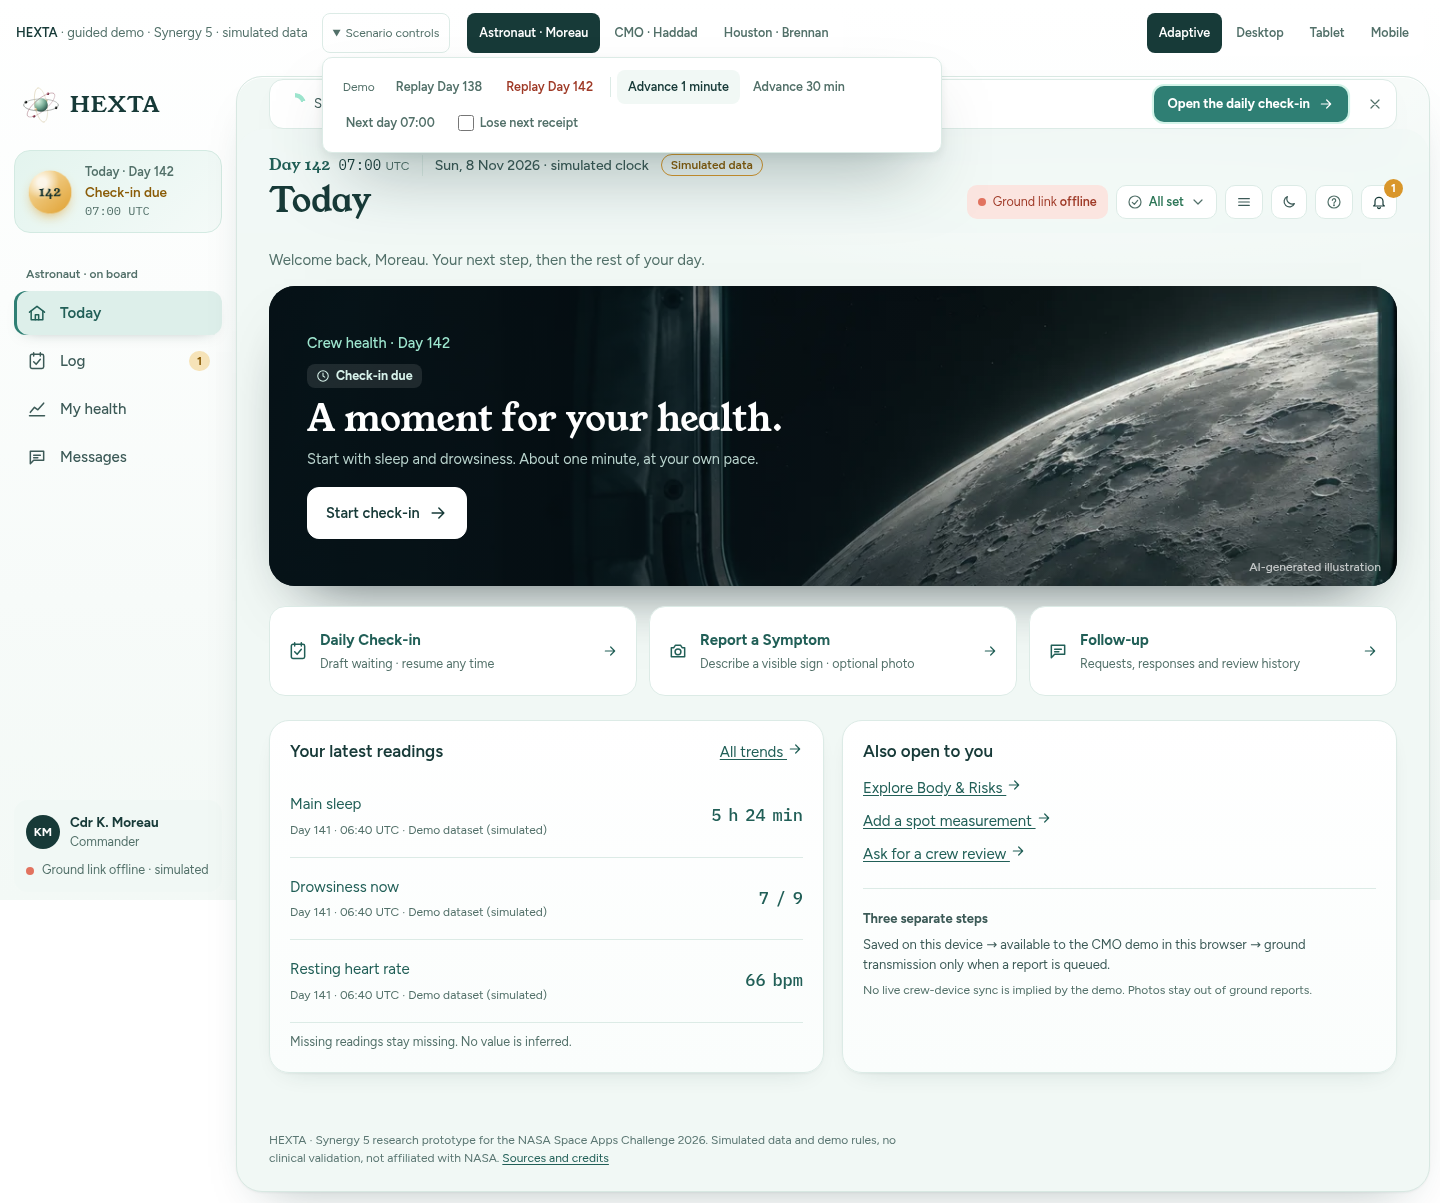 HEXTA · guided demo · Synergy 5 · simulated data
▼ Scenario controls
Astronaut · Moreau
CMO · Haddad
Houston · Brennan
Adaptive
Desktop
Tablet
Mobile
Demo
Replay Day 138
Replay Day 142
Advance 1 minute
Advance 30 min
Next day 07:00
Lose next receipt
HEXTA
142
Today · Day 142
Check-in due
07:00 UTC
Astronaut · on board
Today
Log
1
My health
Messages
KM
Cdr K. Moreau
Commander
Ground link offline · simulated
S
Open the daily check-in →
Day 142 07:00 UTC
Sun, 8 Nov 2026 · simulated clock
Simulated data
Today
Ground link offline
All set
1
Welcome back, Moreau. Your next step, then the rest of your day.
Crew health · Day 142
Check-in due
A moment for your health.
Start with sleep and drowsiness. About one minute, at your own pace.
Start check-in →
AI-generated illustration
Daily Check-in
Draft waiting · resume any time
Report a Symptom
Describe a visible sign · optional photo
Follow-up
Requests, responses and review history
Your latest readings
All trends →
Main sleep
Day 141 · 06:40 UTC · Demo dataset (simulated)
5 h 24 min
Drowsiness now
Day 141 · 06:40 UTC · Demo dataset (simulated)
7 / 9
Resting heart rate
Day 141 · 06:40 UTC · Demo dataset (simulated)
66 bpm
Missing readings stay missing. No value is inferred.
Also open to you
Explore Body & Risks →
Add a spot measurement →
Ask for a crew review →
Three separate steps
Saved on this device → available to the CMO demo in this browser → ground
transmission only when a report is queued.
No live crew-device sync is implied by the demo. Photos stay out of ground reports.
HEXTA · Synergy 5 research prototype for the NASA Space Apps Challenge 2026. Simulated data and demo rules, no
clinical validation, not affiliated with NASA. Sources and credits